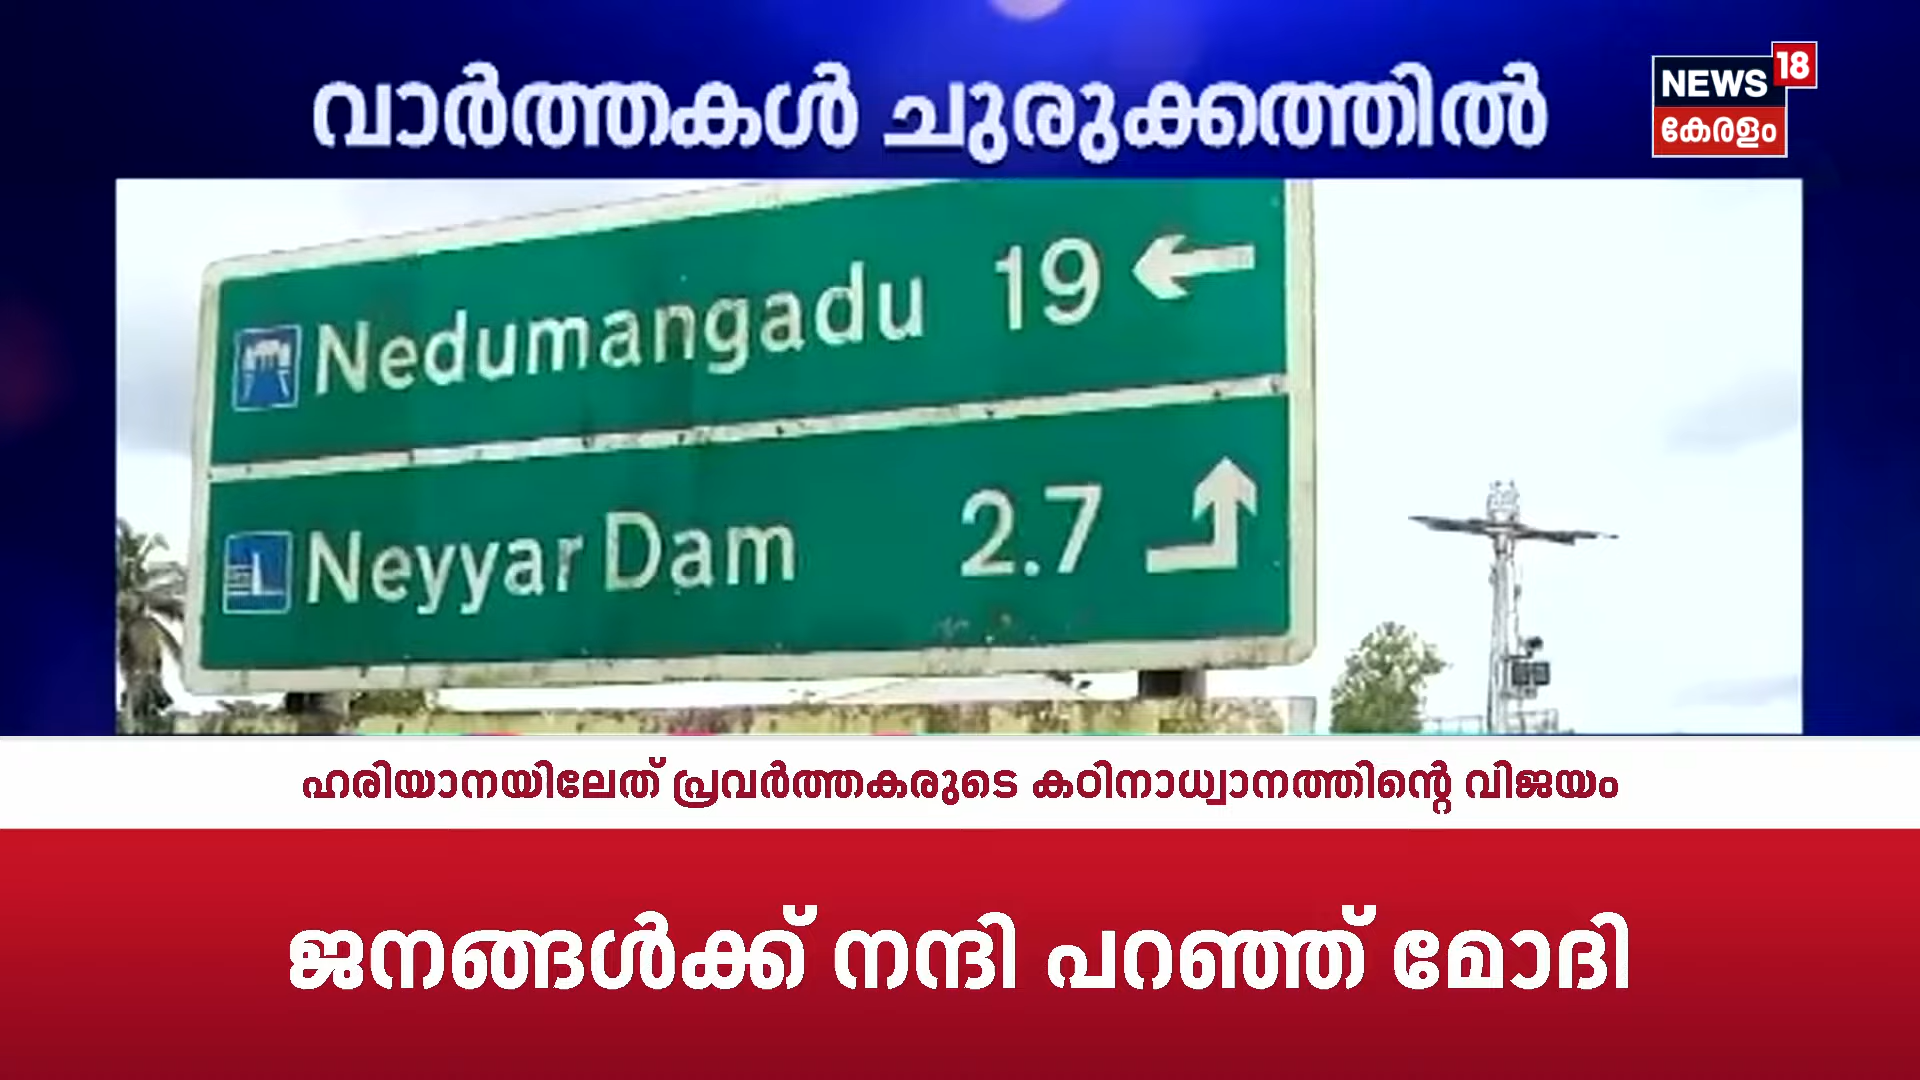 വാർത്തകൾ ചുരുക്കത്തിൽ
NEWS 18
കേരളം
Nedumangadu 19
Neyyar Dam 2.7
ഹരിയാനയിലേത് പ്രവർത്തകരുടെ കഠിനാധ്വാനത്തിന്റെ വിജയം
ജനങ്ങൾക്ക് നന്ദി പറഞ്ഞ് മോദി